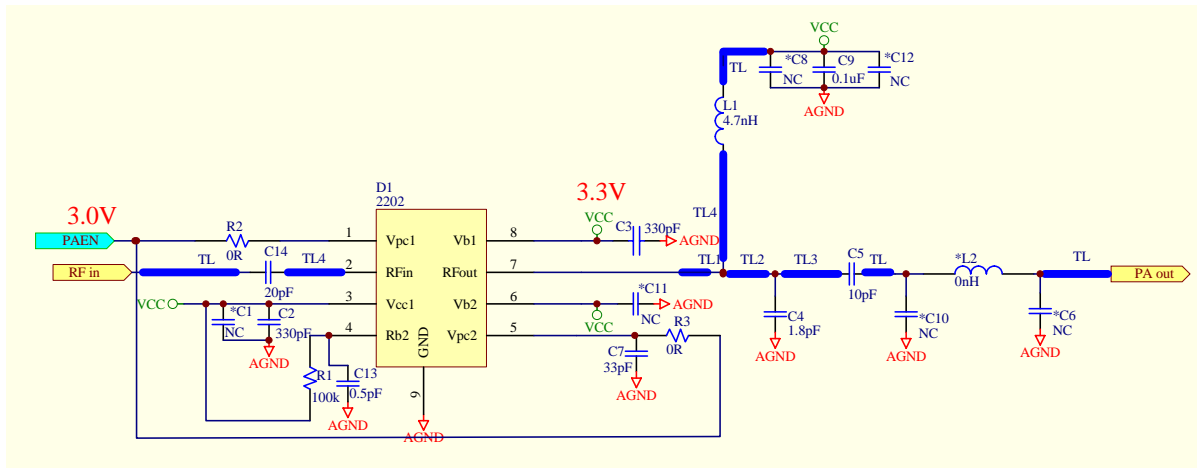 VCC
TL
*C8
NC
C9
0.1uF
*C12
NC
AGND
L1
4.7nH
TL4
3.0V
PAEN
R2
0R
RF in
TL
C14
20pF
TL4
VCC
*C1
NC
C2
330pF
AGND
R1
100k
C13
0.5pF
AGND
D1
2202
1
Vpc1
2
RFin
3
Vcc1
4
Rb2
GND
9
AGND
Vb1
8
RFout
7
Vb2
6
Vpc2
5
3.3V
VCC
C3
330pF
AGND
TL1
TL2
TL3
C5
10pF
TL
*L2
0nH
TL
PA out
*C11
NC
AGND
VCC
R3
0R
C7
33pF
AGND
C4
1.8pF
AGND
*C10
NC
AGND
*C6
NC
AGND